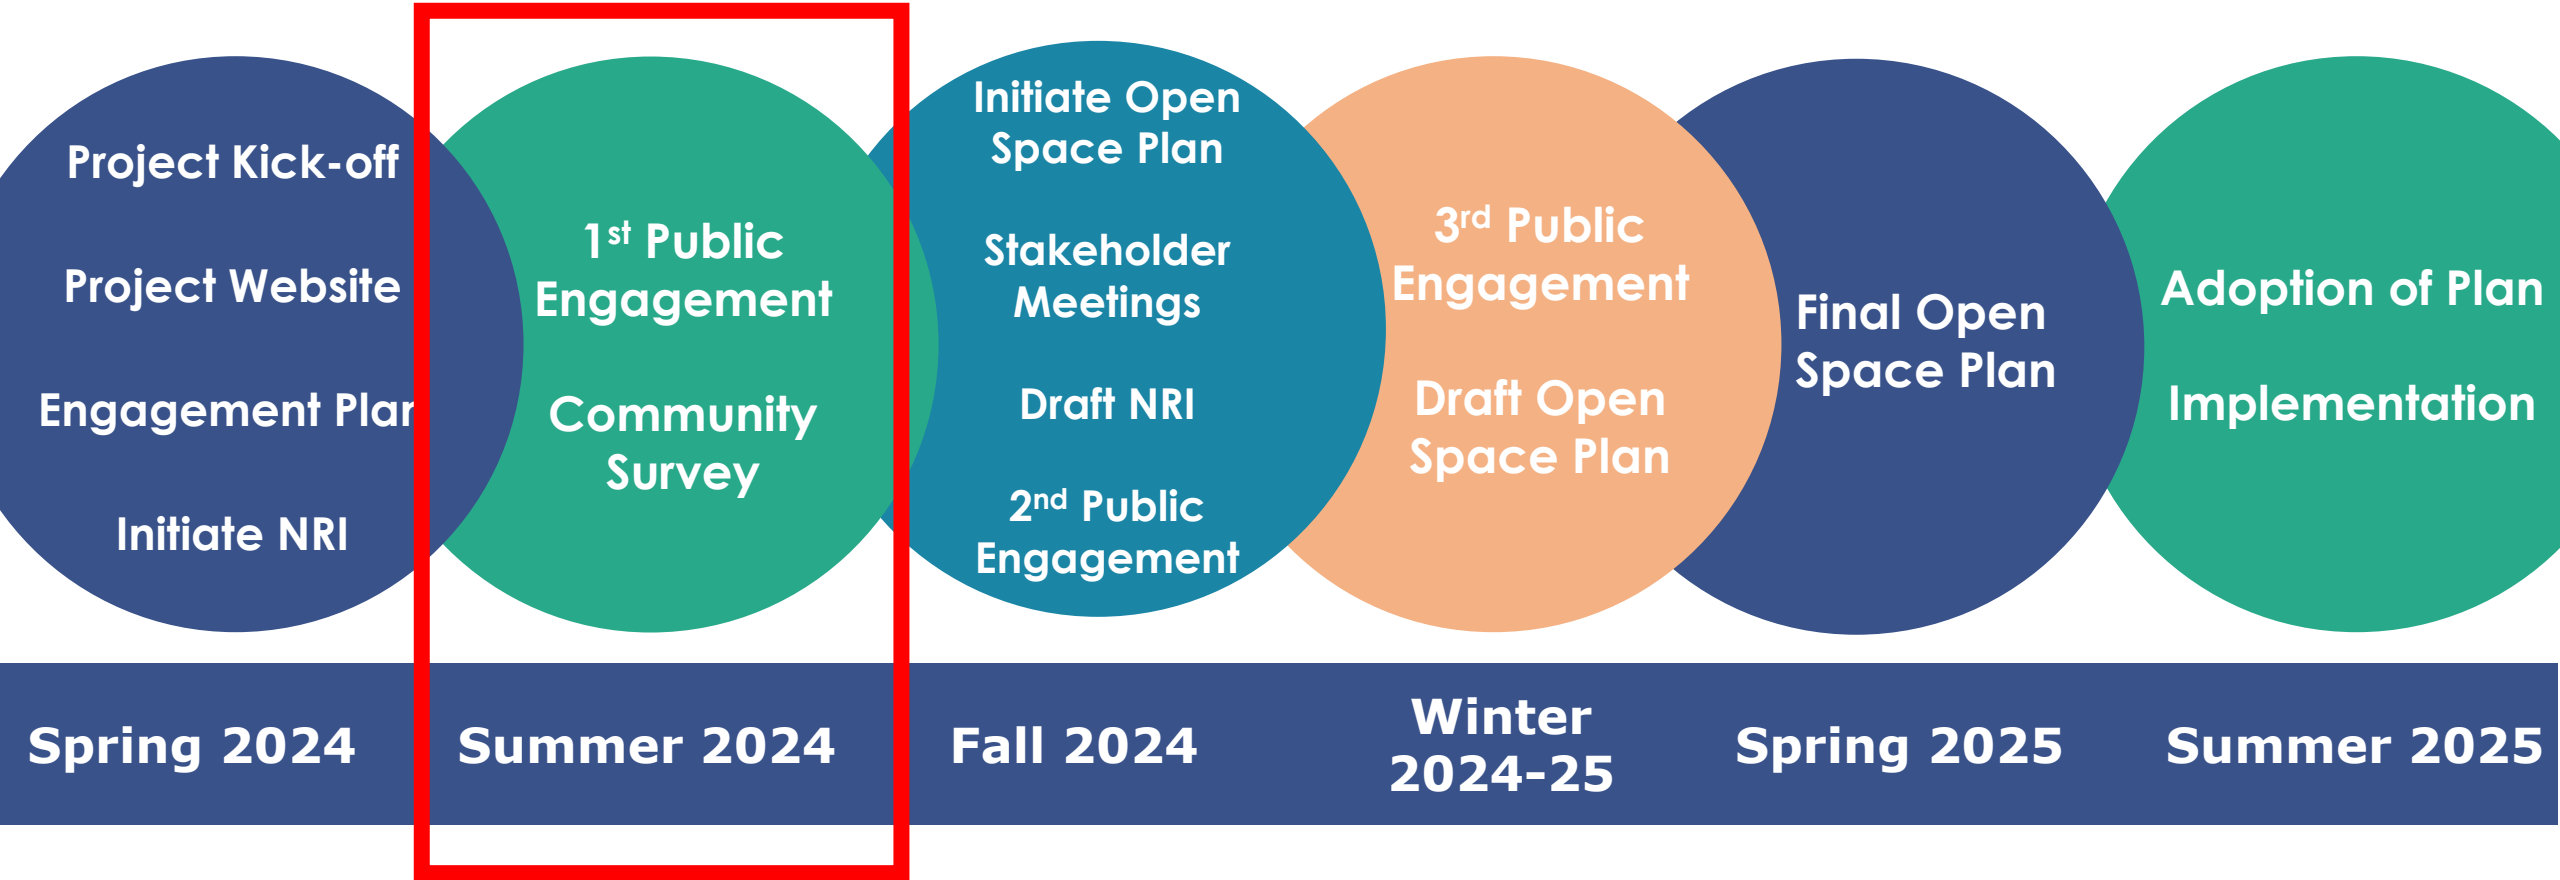 Project Kick-off
Project Website
Engagement Plan
Initiate NRI
1st Public
Engagement
Community
Survey
Initiate Open
Space Plan
Stakeholder
Meetings
Draft NRI
2nd Public
Engagement
3rd Public
Engagement
Draft Open
Space Plan
Final Open
Space Plan
Adoption of Plan
Implementation
Spring 2024
Summer 2024
Fall 2024
Winter
2024-25
Spring 2025
Summer 2025